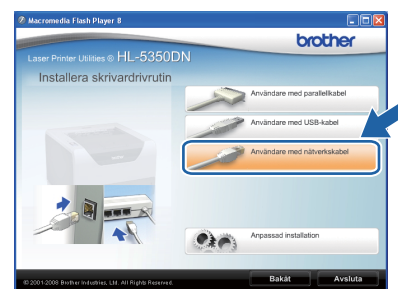 Macromedia Flash Player 8
brother
Laser Printer Utilities © HL-5350DN
Installera skrivardrivrutin
Användare med parallellkabel
Användare med USB-kabel
Användare med nätverkskabel
Anpassad installation
© 2001-2008 Brother Industries, Ltd. All Rights Reserved.
Bakåt
Avsluta